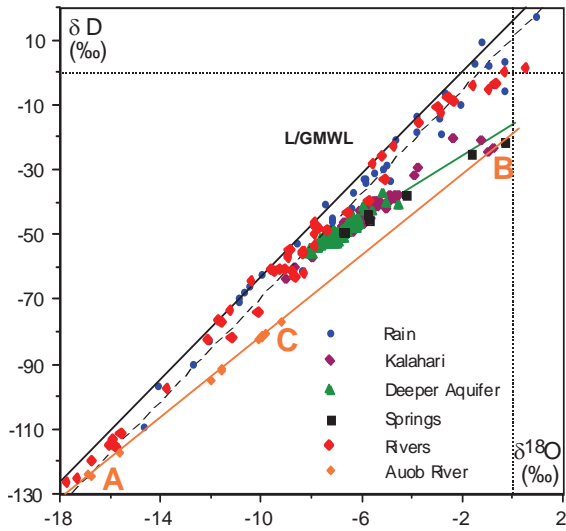 δ D
(‰)
10
-10
-30
-50
-70
-90
-110
-130
L/GMWL
B
C
A
Rain
Kalahari
Deeper Aquifer
Springs
Rivers
Auob River
δ18O
(‰)
-18 -14 -10 -6 -2 2